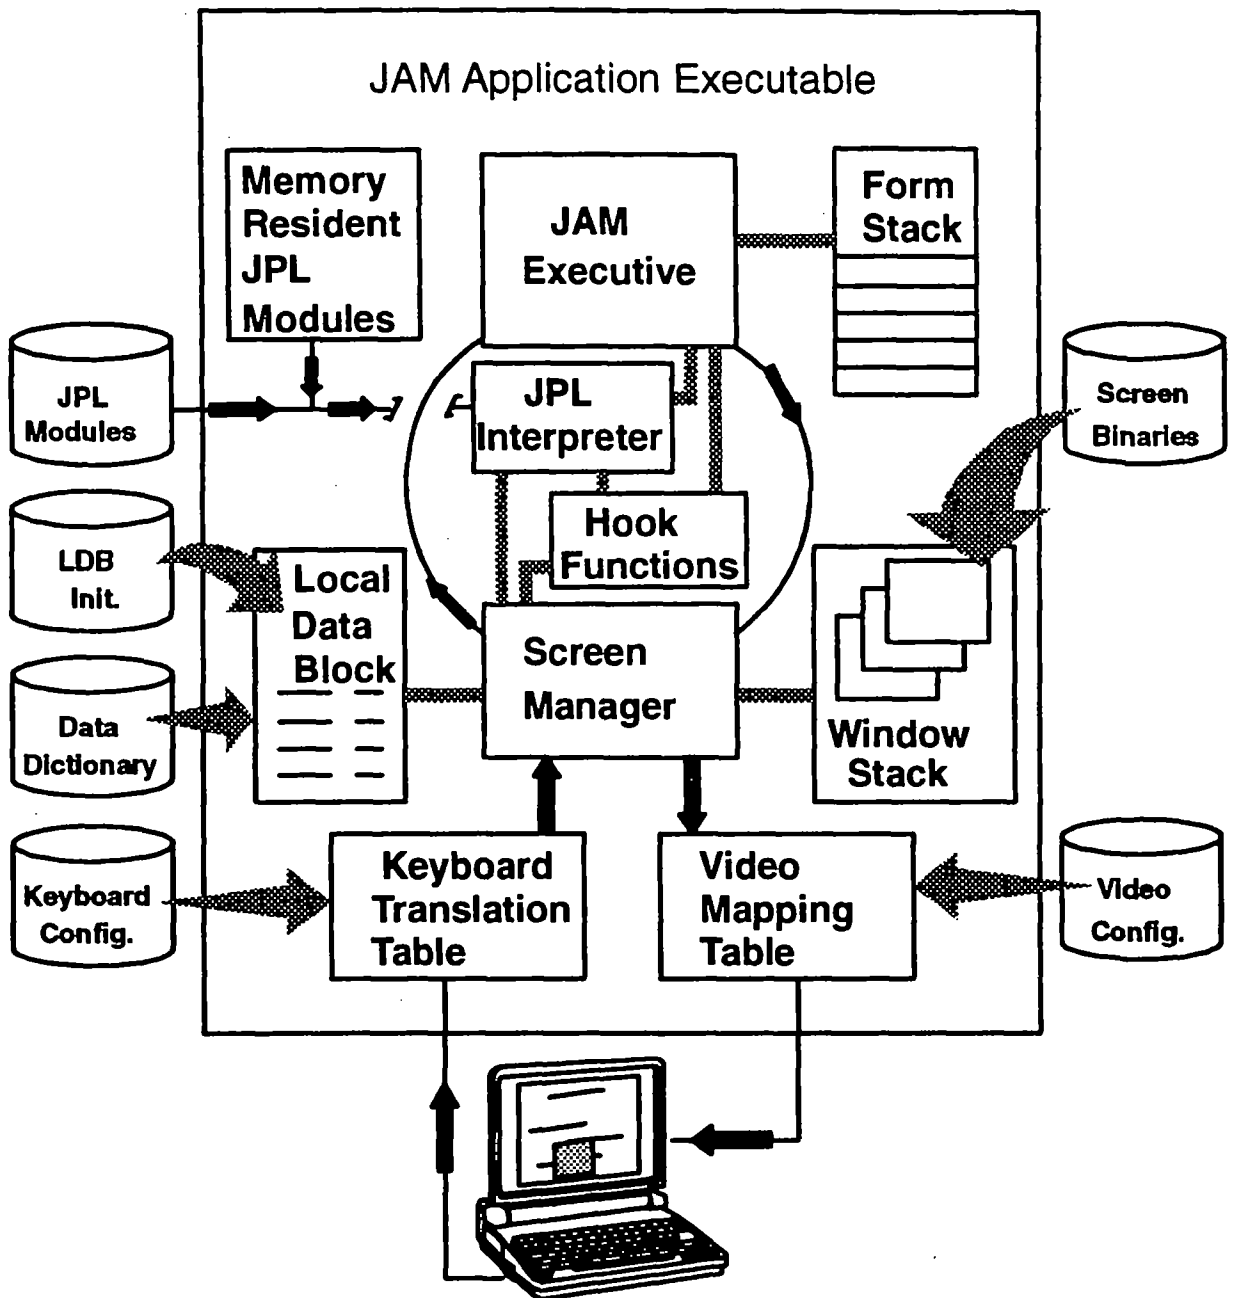 JAM Application Executable
Memory
Resident
JPL
Modules
JAM
Executive
Form
Stack
JPL
Modules
JPL
Interpreter
Screen
Binaries
Hook
Functions
LDB
Init.
Local
Data
Block
Screen
Manager
Window
Stack
Data
Dictionary
Keyboard
Config.
Keyboard
Translation
Table
Video
Mapping
Table
Video
Config.